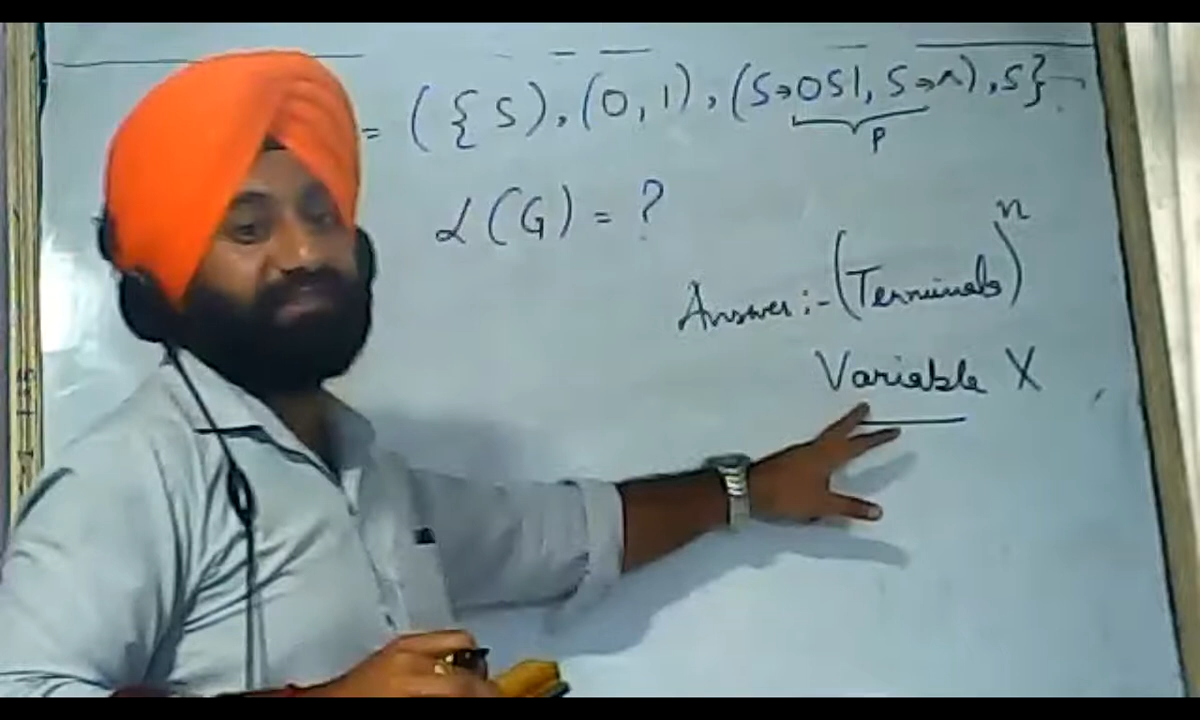 = ({S), (0, 1), (S→0S1, S→∧), S}
P
L(G) = ?
Answer :- (Terminals)ⁿ
Variable X